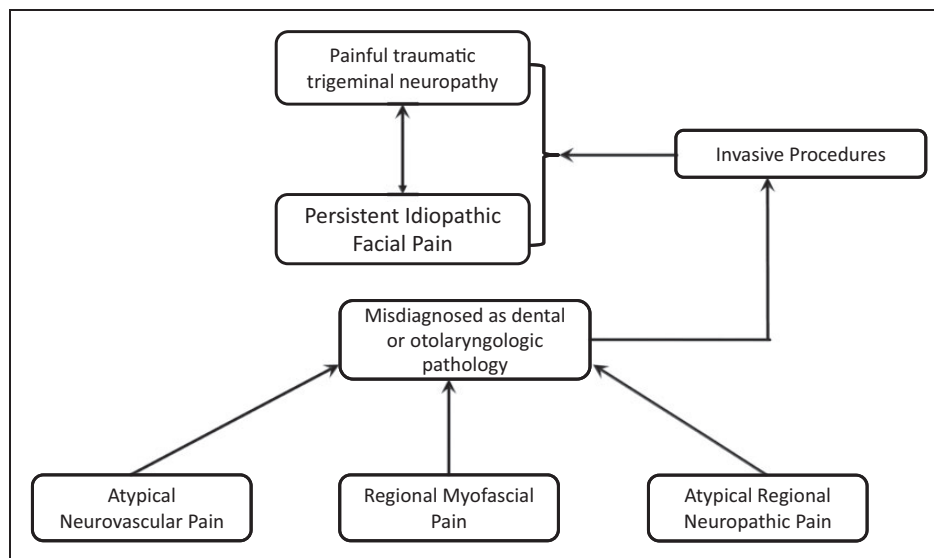 Painful traumatic
trigeminal neuropathy
Invasive Procedures
Persistent Idiopathic
Facial Pain
Misdiagnosed as dental
or otolaryngologic
pathology
Atypical
Neurovascular Pain
Regional Myofascial
Pain
Atypical Regional
Neuropathic Pain